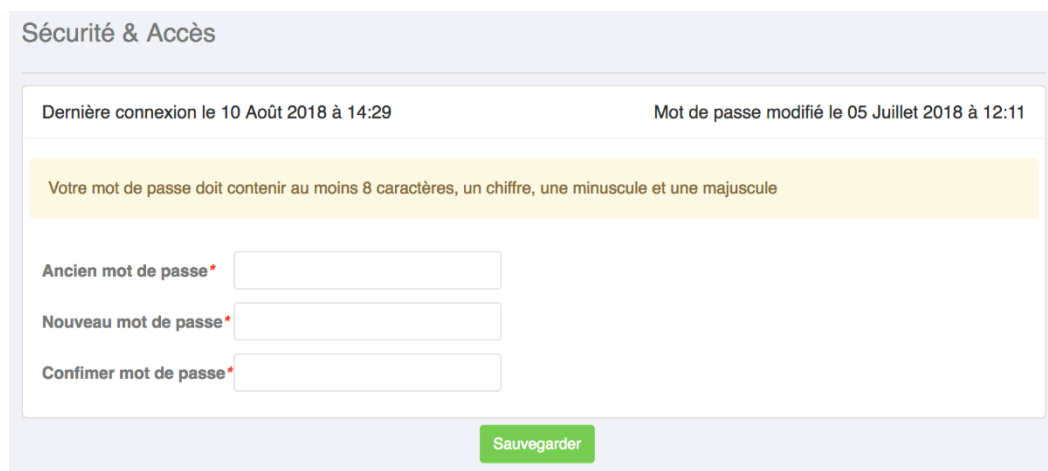 Sécurité & Accès
Dernière connexion le 10 Août 2018 à 14:29
Mot de passe modifié le 05 Juillet 2018 à 12:11
Votre mot de passe doit contenir au moins 8 caractères, un chiffre, une minuscule et une majuscule
Ancien mot de passe*
Nouveau mot de passe*
Confimer mot de passe*
Sauvegarder